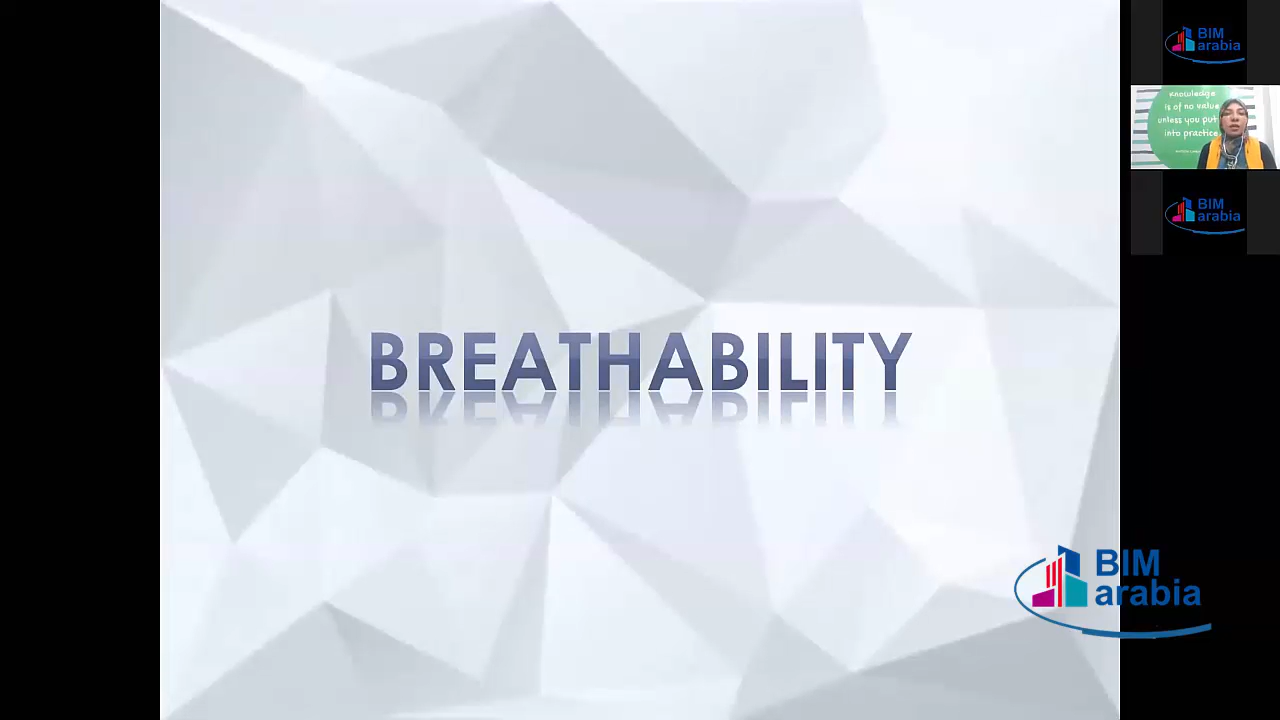 BREATHABILITY
BIM
arabia
knowledge
is of no value
unless you put
into practice
BIM
arabia
BIM
arabia